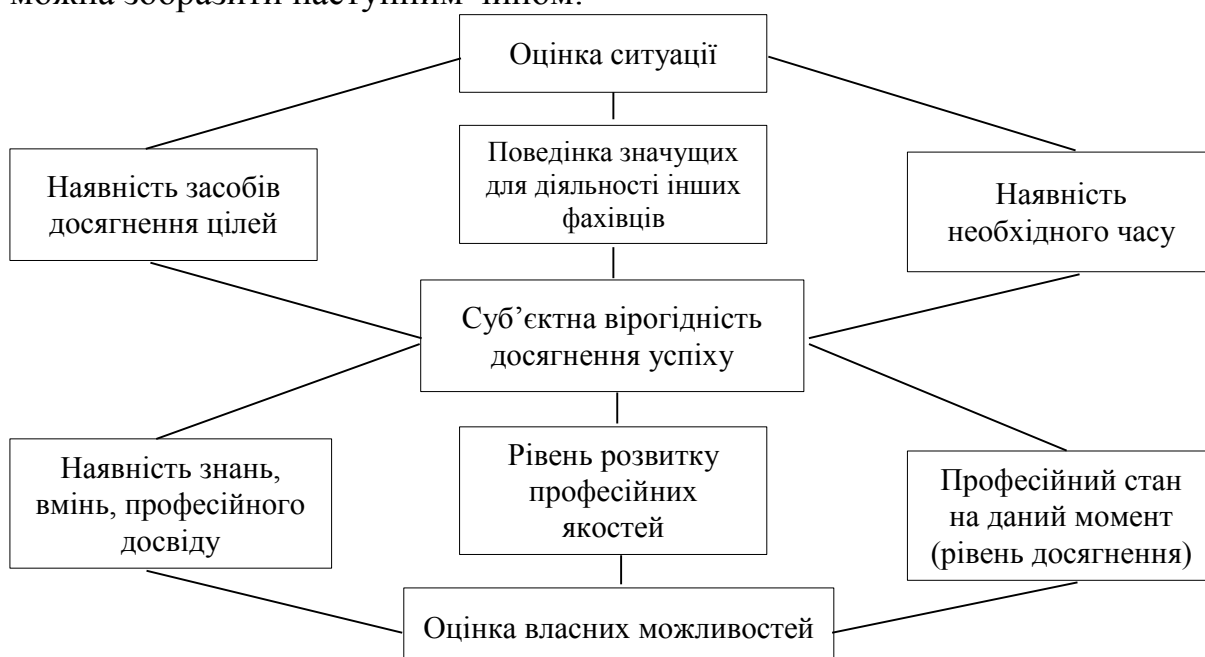 можна зобразити наступним чином:
Оцінка ситуації
Наявність засобів
досягнення цілей
Поведінка значущих
для діяльності інших
фахівців
Наявність
необхідного часу
Суб’єктна вірогідність
досягнення успіху
Наявність знань,
вмінь, професійного
досвіду
Рівень розвитку
професійних
якостей
Професійний стан
на даний момент
(рівень досягнення)
Оцінка власних можливостей